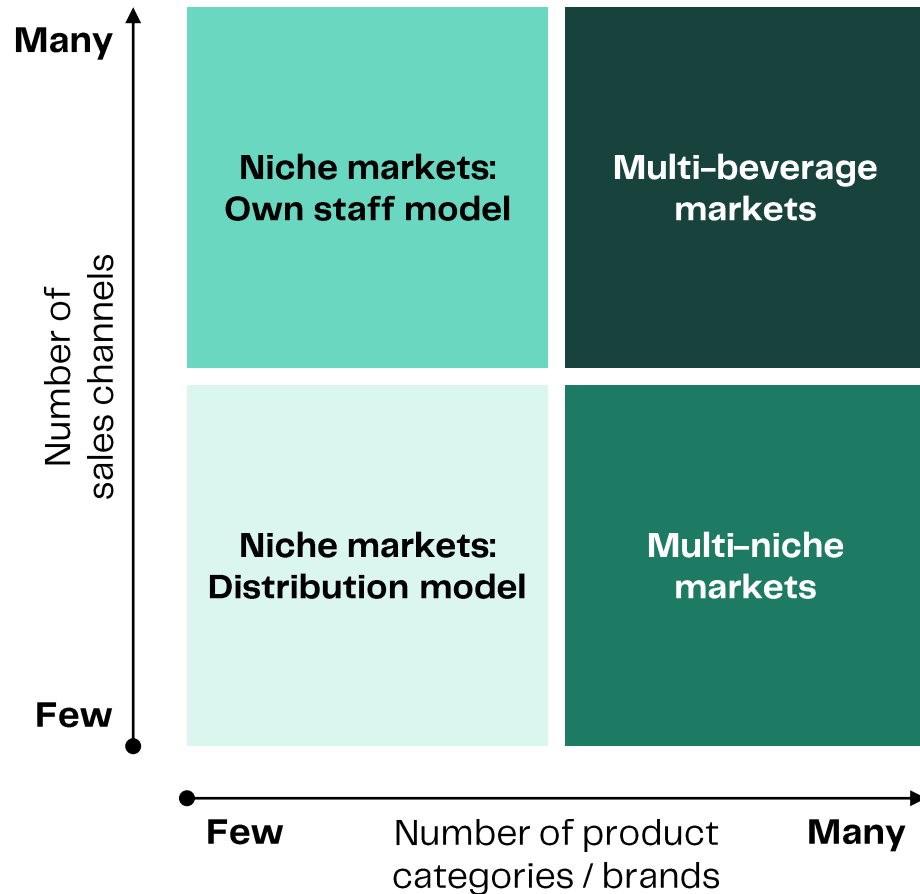 Many
Niche markets:
Own staff model
Multi-beverage
markets
Number of
sales channels
Niche markets:
Distribution model
Multi-niche
markets
Few
Few
Number of product
categories / brands
Many